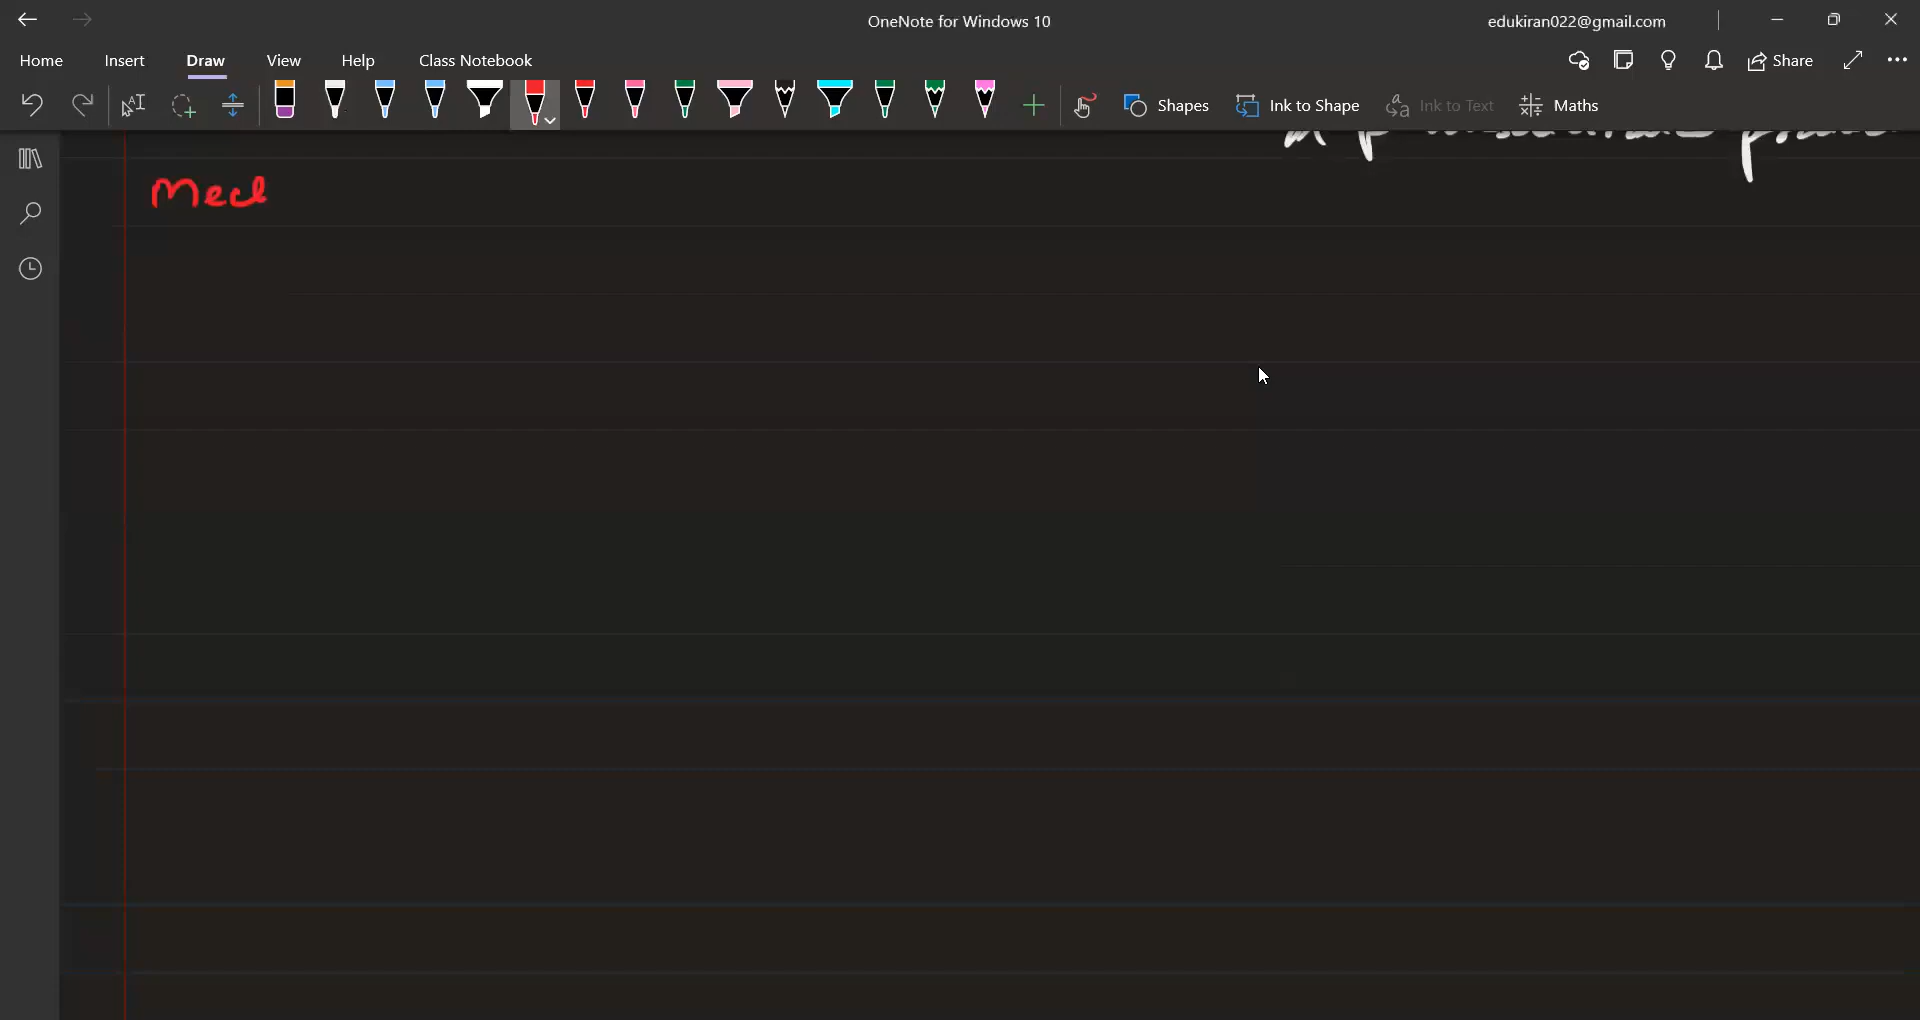 OneNote for Windows 10
edukiran022@gmail.com
Home Insert Draw View Help Class Notebook
Share
Shapes Ink to Shape Ink to Text Maths
Med